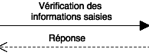 Vérification des
informations saisies
Réponse